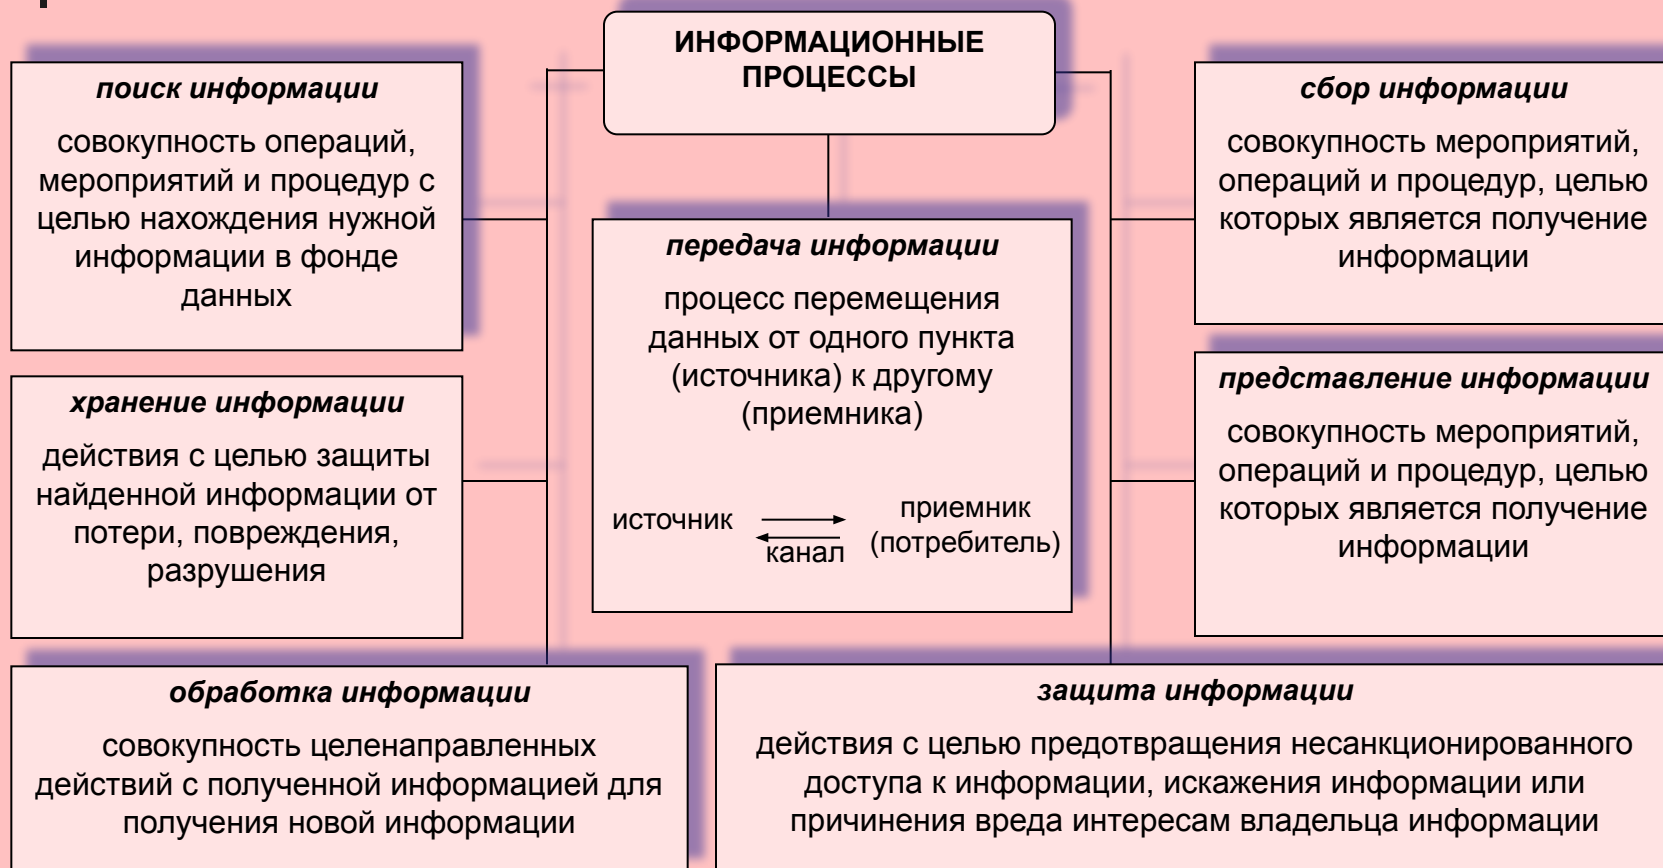 ИНФОРМАЦИОННЫЕ
ПРОЦЕССЫ
поиск информации
совокупность операций,
мероприятий и процедур с
целью нахождения нужной
информации в фонде
данных
сбор информации
совокупность мероприятий,
операций и процедур, целью
которых является получение
информации
передача информации
процесс перемещения
данных от одного пункта
(источника) к другому
(приемника)
источник
канал
приемник
(потребитель)
хранение информации
действия с целью защиты
найденной информации от
потери, повреждения,
разрушения
представление информации
совокупность мероприятий,
операций и процедур, целью
которых является получение
информации
обработка информации
совокупность целенаправленных
действий с полученной информацией для
получения новой информации
защита информации
действия с целью предотвращения несанкционированного
доступа к информации, искажения информации или
причинения вреда интересам владельца информации